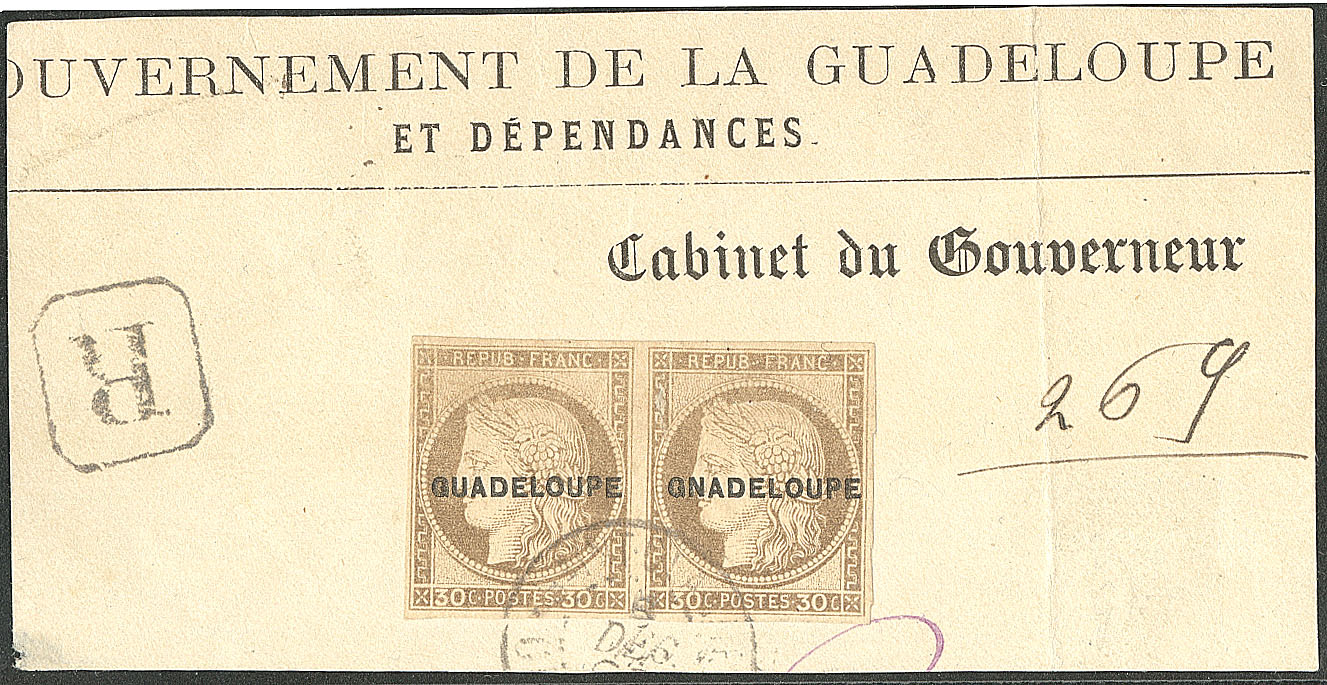 OUVERNEMENT DE LA GUADELOUPE
ET DÉPENDANCES.
Cabinet du Gouverneur
R
269
REPUB·FRANC· REPUB·FRANC·
GUADELOUPE GNADELOUPE
30C·POSTES·30C 30C·POSTES·30C
DÉC